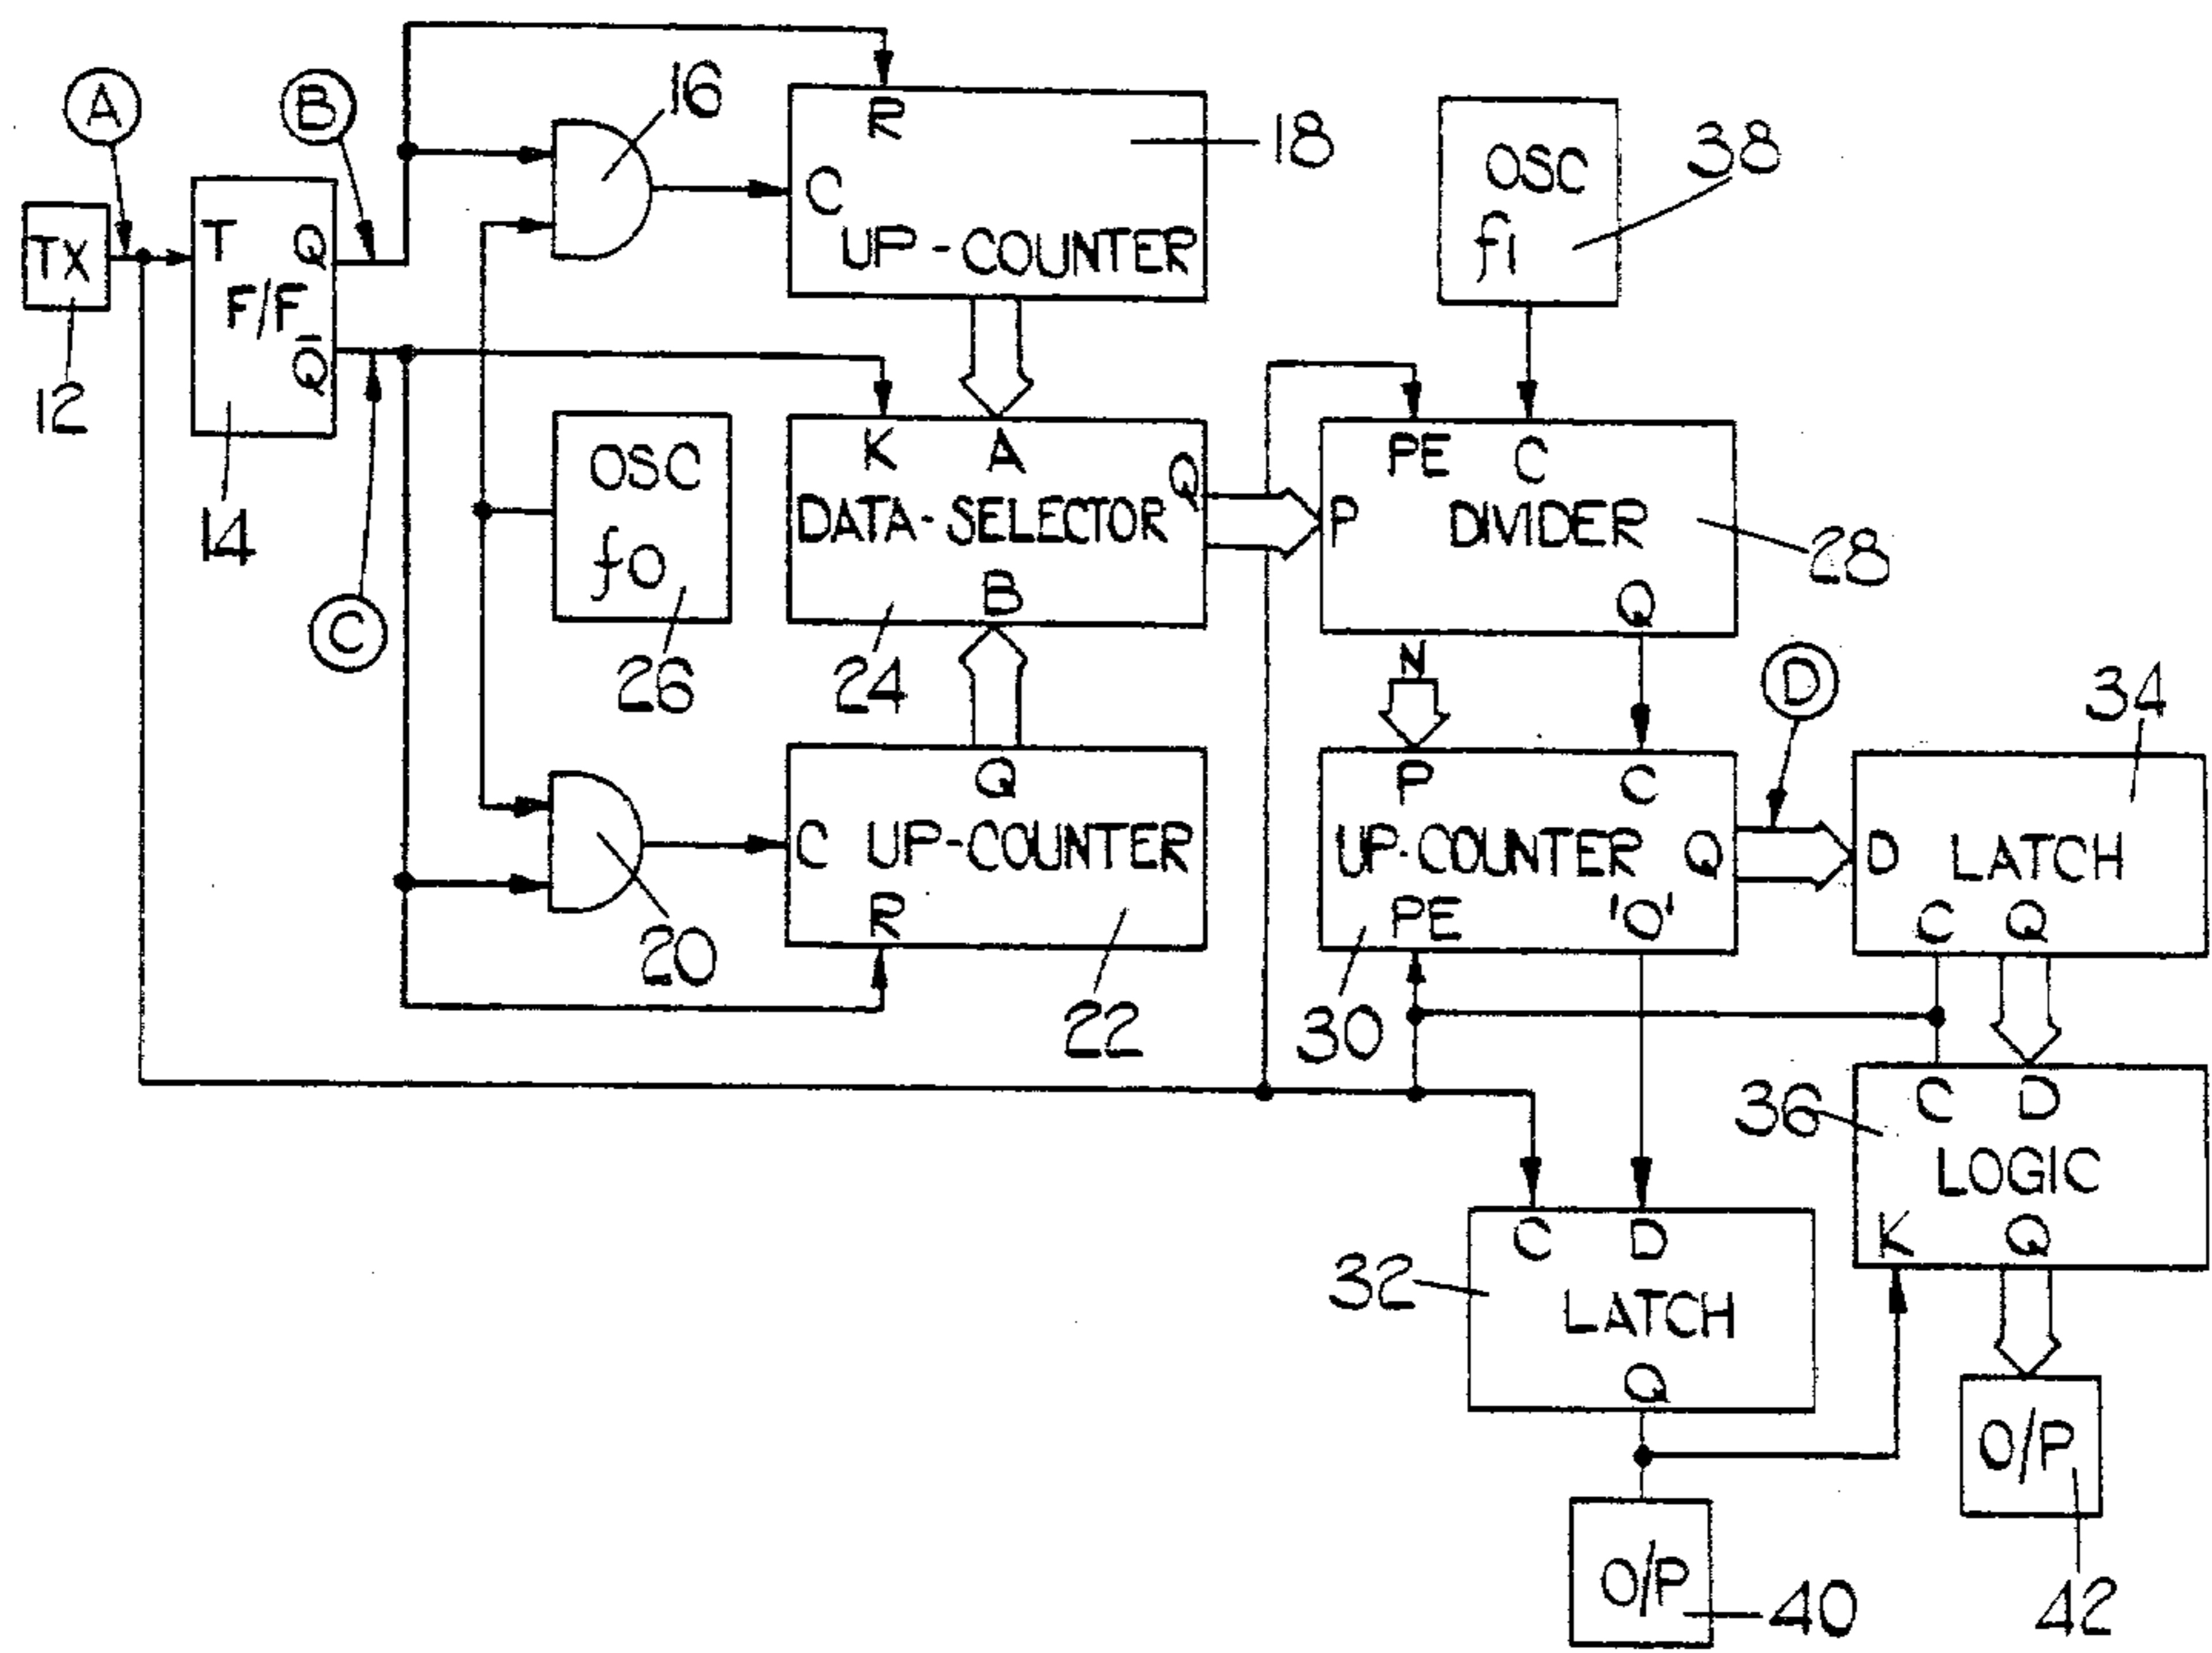 A
B
16
R
18
C
UP-COUNTER
OSC
f1
38
TX
12
T
Q
F/F
Q̄
14
C
OSC
f0
26
K
A
Q
DATA-SELECTOR
B
24
PE
C
P
DIVIDER
28
Q
N
D
34
20
Q
C
UP-COUNTER
R
22
P
C
UP-COUNTER
Q
PE
'0'
30
D
LATCH
C
Q
36
C
D
LOGIC
K
Q
32
C
D
LATCH
Q
O/P
42
O/P
40